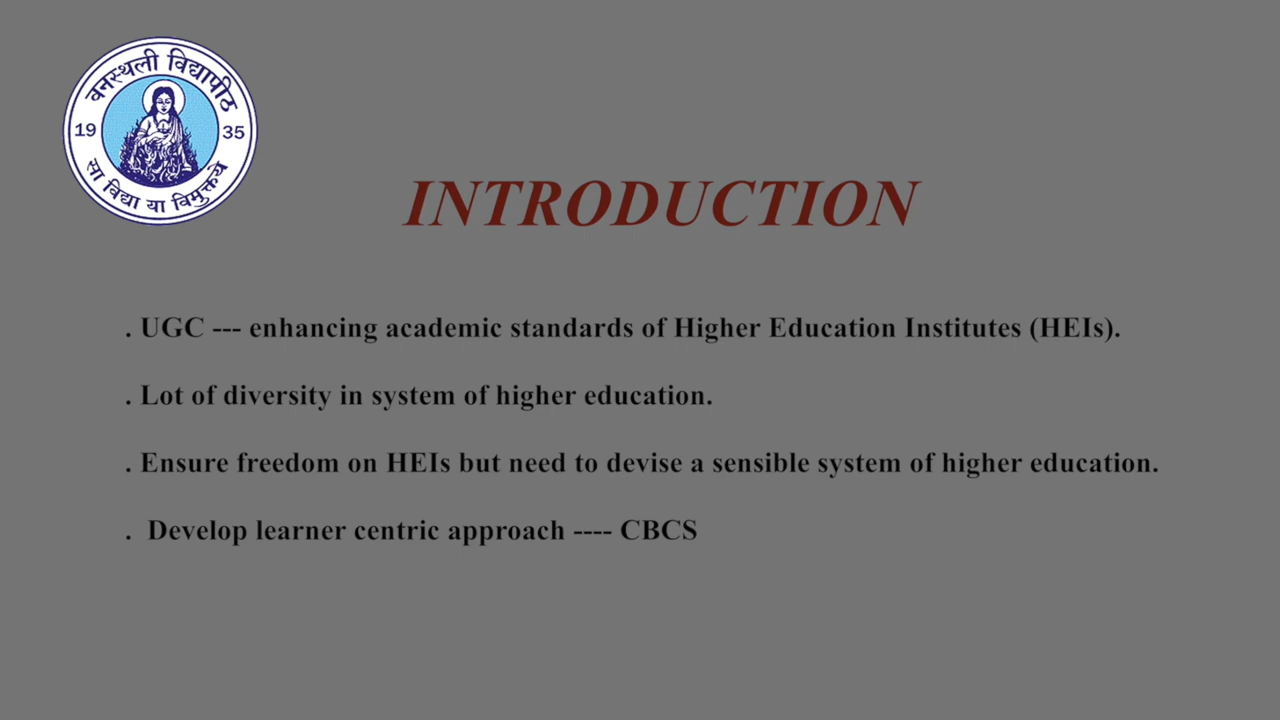 वनस्थली विद्यापीठ
19 35
सा विद्या या विमुक्तये
INTRODUCTION
. UGC --- enhancing academic standards of Higher Education Institutes (HEIs).
. Lot of diversity in system of higher education.
. Ensure freedom on HEIs but need to devise a sensible system of higher education.
. Develop learner centric approach ---- CBCS